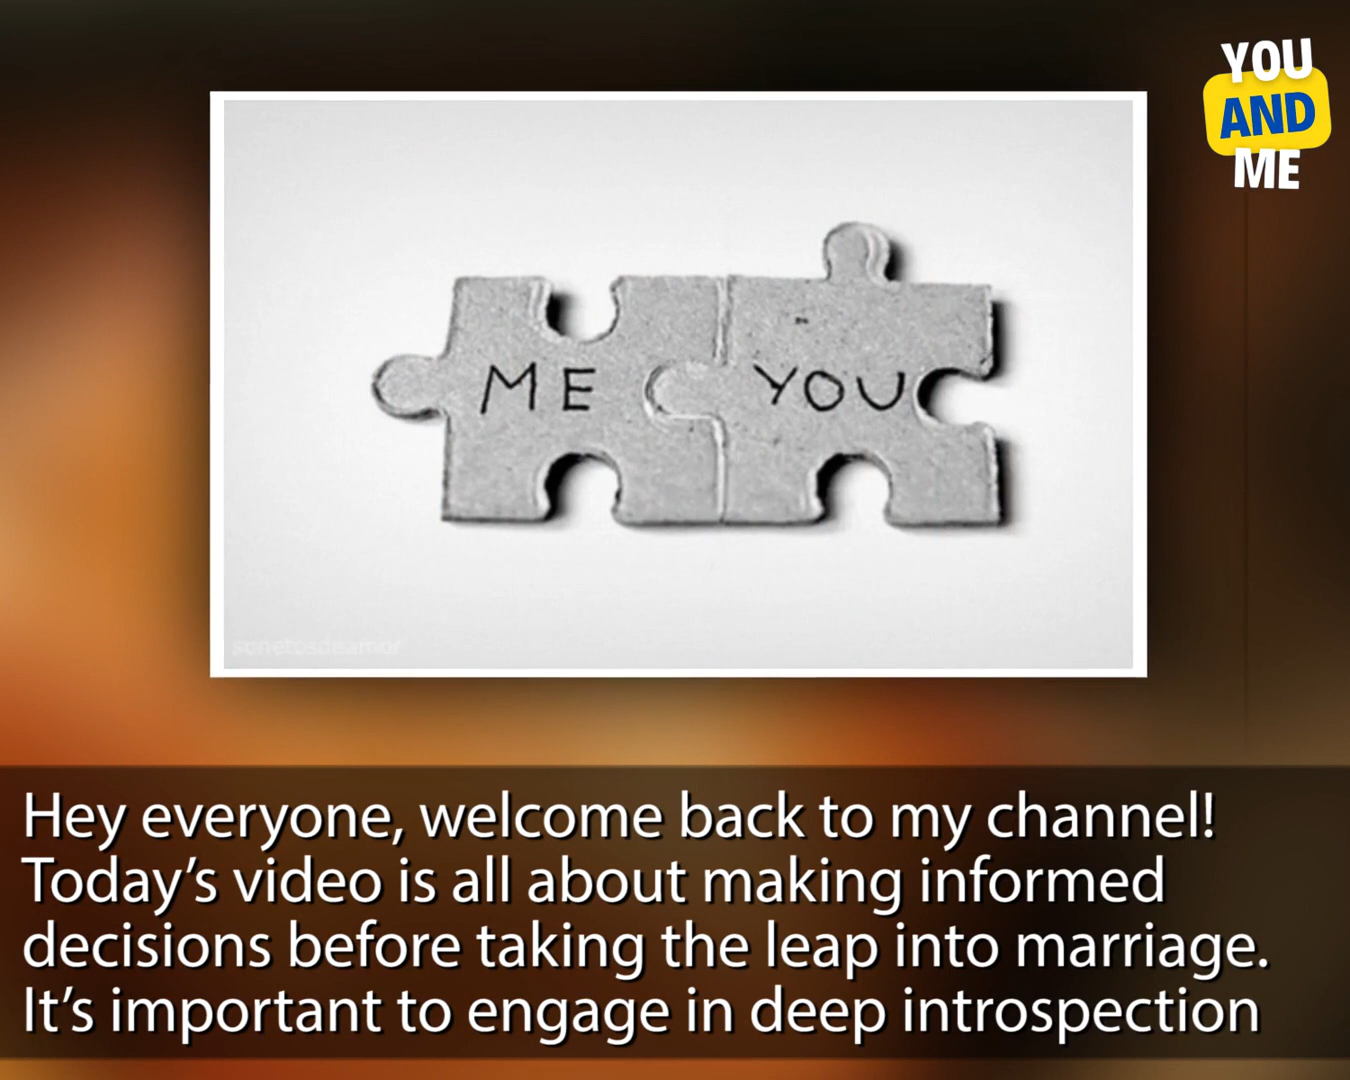 YOU
AND
ME
ME YOU
sonetosdeamor
Hey everyone, welcome back to my channel!
Today’s video is all about making informed
decisions before taking the leap into marriage.
It’s important to engage in deep introspection